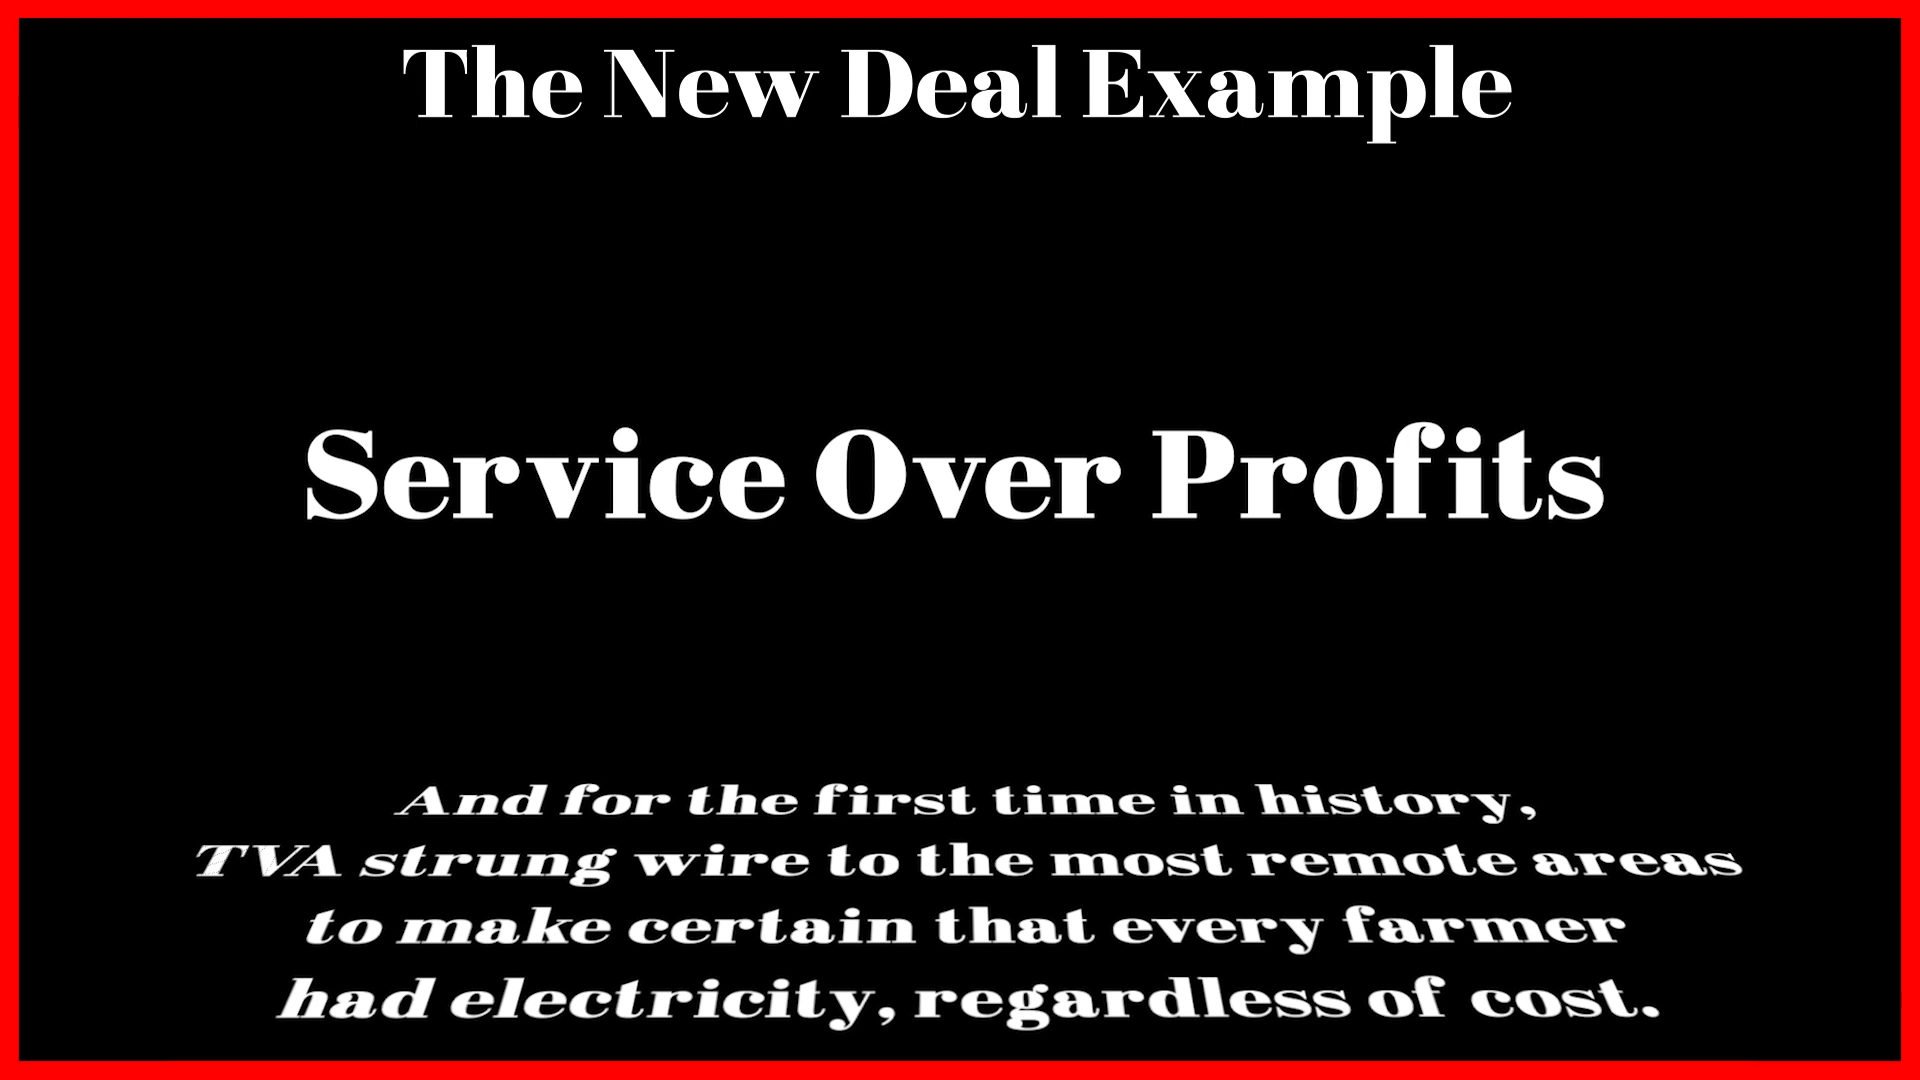 The New Deal Example
Service Over Profits
And for the first time in history,
TVA strung wire to the most remote areas
to make certain that every farmer
had electricity, regardless of cost.